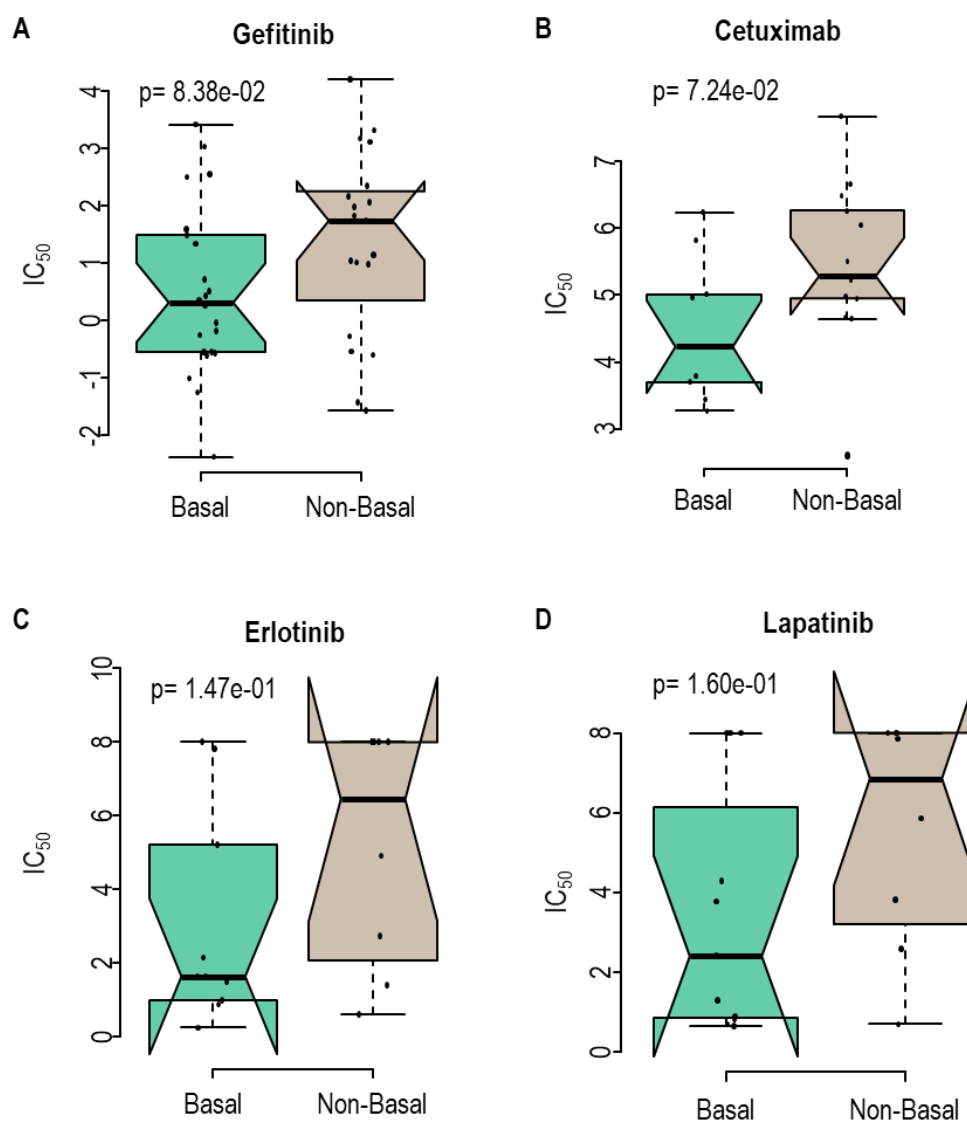 A
Gefitinib
p= 8.38e-02
IC50
4
3
2
1
0
-1
-2
Basal
Non-Basal
B
Cetuximab
p= 7.24e-02
IC50
7
6
5
4
3
Basal
Non-Basal
C
Erlotinib
p= 1.47e-01
IC50
10
8
6
4
2
0
Basal
Non-Basal
D
Lapatinib
p= 1.60e-01
IC50
8
6
4
2
0
Basal
Non-Basal